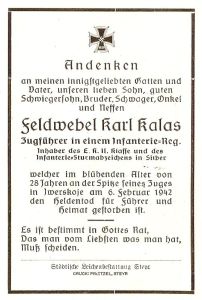 Andenken
an meinen innigstgeliebten Gatten und
Vater, unseren lieben Sohn, guten
Schwiegersohn, Bruder, Schwager, Onkel
und Neffen
Feldwebel Karl Kalas
Zugführer in einem Infanterie-Reg.
Inhaber des E. K. II. Klasse und des
Infanterie-Sturmabzeichens in Silber
welcher im blühenden Alter von
28 Jahren an der Spitze seines Zuges
in Iwerskoje am 6. Februar 1942
den Heldentod für Führer und
Heimat gestorben ist.
Es ist bestimmt in Gottes Rat,
Das man vom Liebsten was man hat,
Muß scheiden.
Städtische Leichenbestattung Steyr
DRUCK: PRIETZEL, STEYR